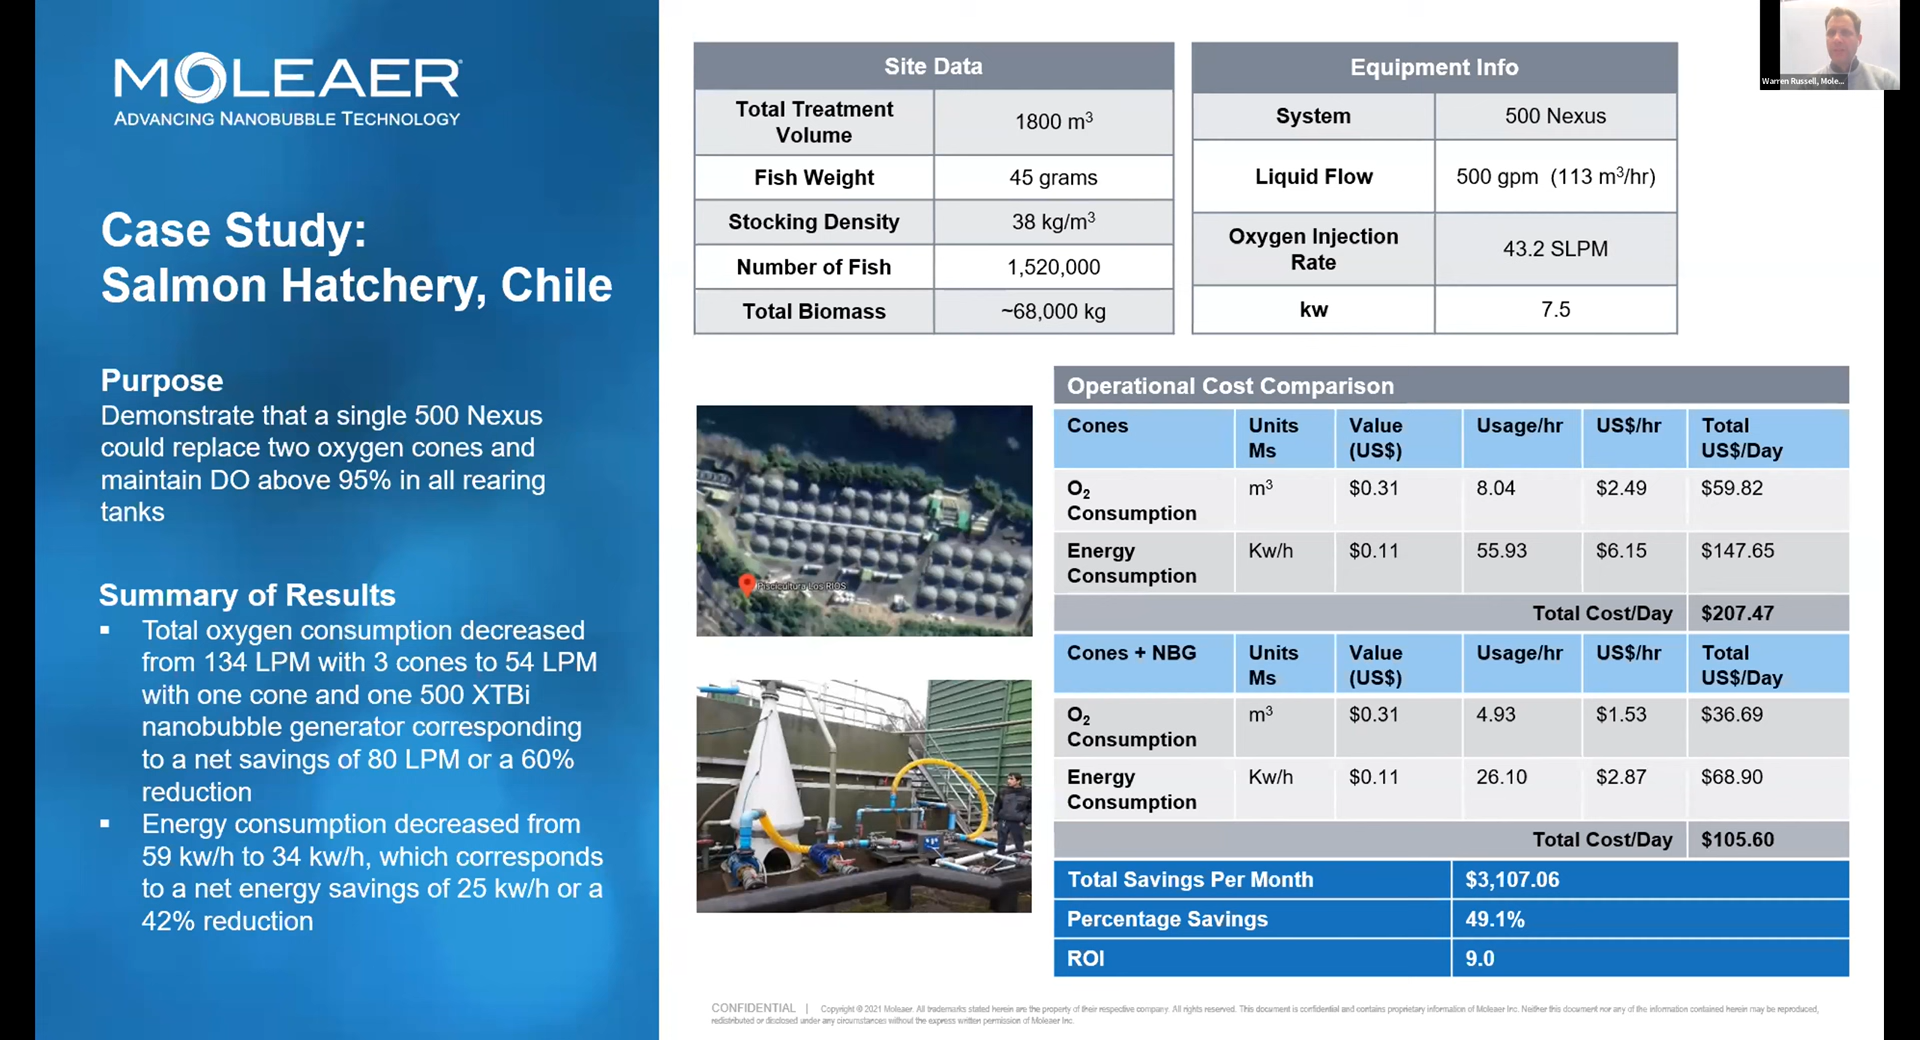 MOLEAER
ADVANCING NANOBUBBLE TECHNOLOGY
Case Study:
Salmon Hatchery, Chile
Purpose
Demonstrate that a single 500 Nexus
could replace two oxygen cones and
maintain DO above 95% in all rearing
tanks
Summary of Results
▪ Total oxygen consumption decreased
from 134 LPM with 3 cones to 54 LPM
with one cone and one 500 XTBi
nanobubble generator corresponding
to a net savings of 80 LPM or a 60%
reduction
▪ Energy consumption decreased from
59 kw/h to 34 kw/h, which corresponds
to a net energy savings of 25 kw/h or a
42% reduction
Site Data
Total Treatment
Volume
1800 m³
Fish Weight 45 grams
Stocking Density 38 kg/m³
Number of Fish 1,520,000
Total Biomass ~68,000 kg
Equipment Info
System 500 Nexus
Liquid Flow 500 gpm (113 m³/hr)
Oxygen Injection
Rate
43.2 SLPM
kw 7.5
Warren Russell, Mole...
Piscicultura Los RIOS
Operational Cost Comparison
Cones Units Ms Value (US$) Usage/hr US$/hr Total US$/Day
O₂ Consumption m³ $0.31 8.04 $2.49 $59.82
Energy Consumption Kw/h $0.11 55.93 $6.15 $147.65
Total Cost/Day $207.47
Cones + NBG Units Ms Value (US$) Usage/hr US$/hr Total US$/Day
O₂ Consumption m³ $0.31 4.93 $1.53 $36.69
Energy Consumption Kw/h $0.11 26.10 $2.87 $68.90
Total Cost/Day $105.60
Total Savings Per Month $3,107.06
Percentage Savings 49.1%
ROI 9.0
CONFIDENTIAL | Copyright © 2021 Moleaer. All trademarks stated herein are the property of their respective company. All rights reserved. This document is confidential and contains proprietary information of Moleaer Inc. Neither this document nor any of the information contained herein may be reproduced,
redistributed or disclosed under any circumstances without the express written permission of Moleaer Inc.